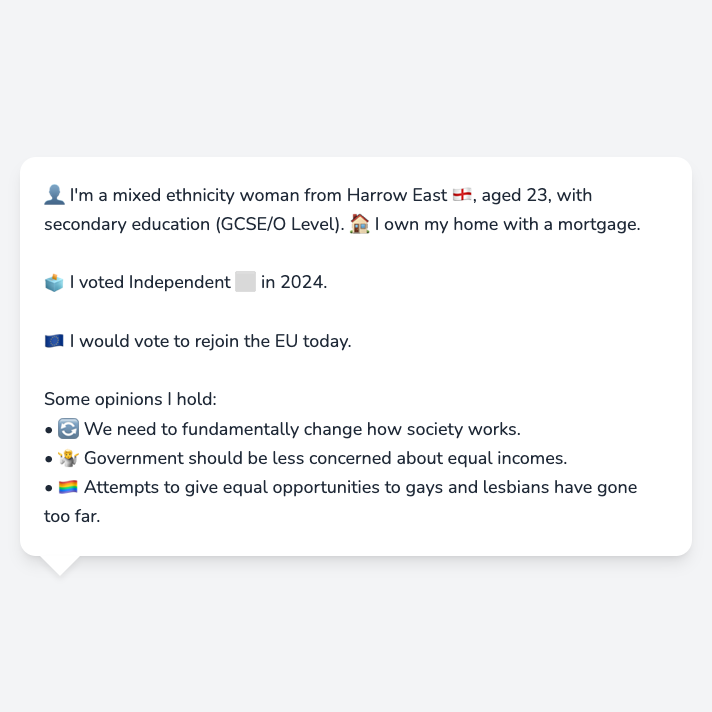 👤 I'm a mixed ethnicity woman from Harrow East 🏴󠁧󠁢󠁥󠁮󠁧󠁿, aged 23, with
secondary education (GCSE/O Level). 🏠 I own my home with a mortgage.
🗳️ I voted Independent ⬜ in 2024.
🇪🇺 I would vote to rejoin the EU today.
Some opinions I hold:
• 🔄 We need to fundamentally change how society works.
• 🤷 Government should be less concerned about equal incomes.
• 🏳️‍🌈 Attempts to give equal opportunities to gays and lesbians have gone
too far.